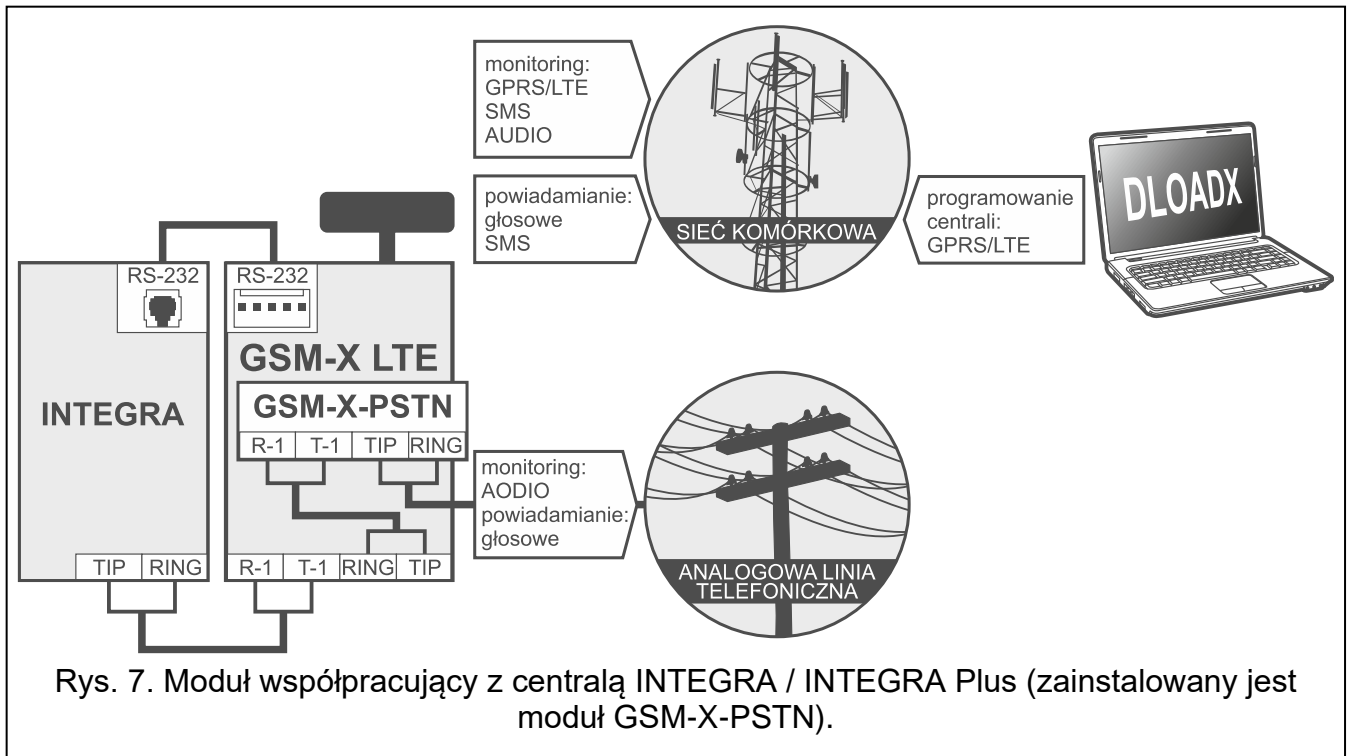 monitoring:
GPRS/LTE
SMS
AUDIO
powiadamianie:
głosowe
SMS
SIEĆ KOMÓRKOWA
programowanie
centrali:
GPRS/LTE
DLOADX
RS-232
RS-232
INTEGRA
GSM-X LTE
GSM-X-PSTN
R-1 T-1 TIP RING
monitoring:
AODIO
powiadamianie:
głosowe
ANALOGOWA LINIA
TELEFONICZNA
TIP RING
R-1 T-1 RING TIP
Rys. 7. Moduł współpracujący z centralą INTEGRA / INTEGRA Plus (zainstalowany jest
moduł GSM-X-PSTN).